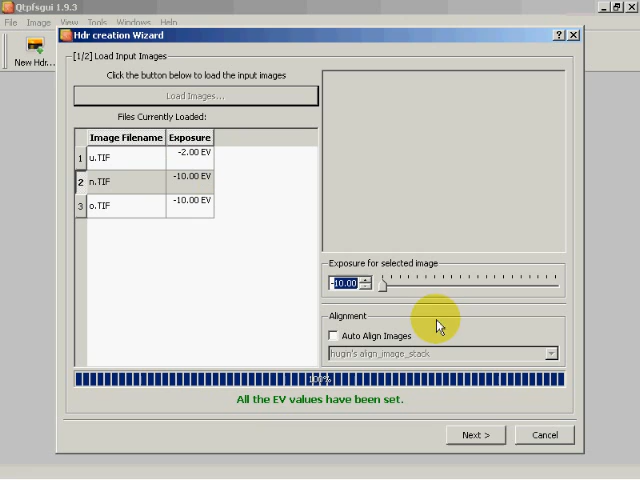 Qtpfsgui 1.9.3
File Image View Tools Windows Help
New Hdr...
Hdr creation Wizard
[1/2] Load Input Images
Click the button below to load the input images
Load Images...
Files Currently Loaded:
Image Filename Exposure
1 u.TIF -2.00 EV
2 n.TIF -10.00 EV
3 o.TIF -10.00 EV
Exposure for selected image
-10.00
Alignment
Auto Align Images
hugin's align_image_stack
100%
All the EV values have been set.
Next > Cancel